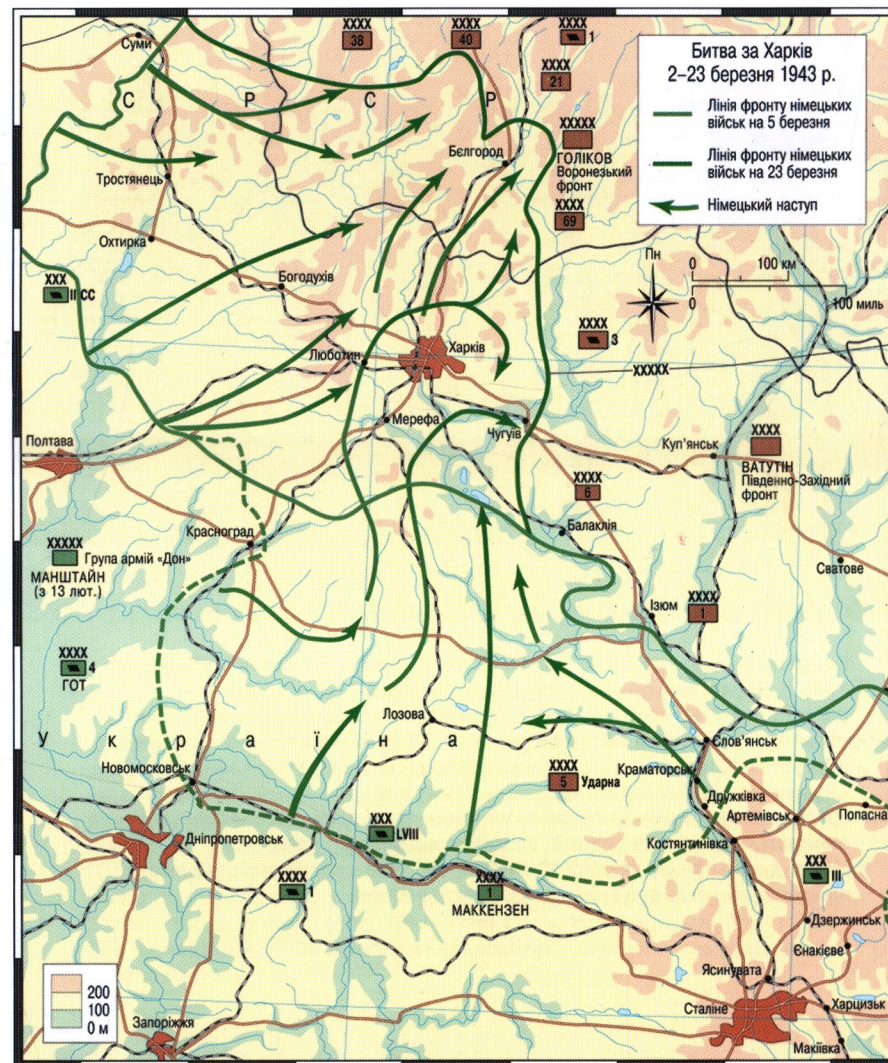 Битва за Харків
2–23 березня 1943 р.
Лінія фронту німецьких
військ на 5 березня
Лінія фронту німецьких
військ на 23 березня
Німецький наступ
Суми
XXXX
38
XXXX
40
XXXX
1
XXXX
21
С Р С Р
XXXXX
ГОЛІКОВ
Воронезький
фронт
Бєлгород
Тростянець
XXXX
69
Охтирка
Пн
0 100 км
0 100 миль
XXX
II СС
Богодухів
XXXX
3
Харків
Люботин
XXXXX
Мерефа
Чугуїв
Полтава
Куп'янськ
XXXX
ВАТУТІН
Південно-Західний
фронт
XXXX
6
Балаклія
Красноград
XXXXX
Група армій «Дон»
МАНШТАЙН
(з 13 лют.)
Сватове
Ізюм
XXXX
1
XXXX
4
ГОТ
Лозова
У к р а ї н а
Слов'янськ
Новомосковськ
XXXX
5 Ударна
Краматорськ
Дружківка
Артемівськ
Попасна
XXX
LVIII
Дніпропетровськ
Костянтинівка
XXXX
1
XXXX
1
МАККЕНЗЕН
XXX
III
Дзержинськ
Єнакієве
Ясинувата
200
100
0 м
Сталіне
Харцизьк
Запоріжжя
Макіївка